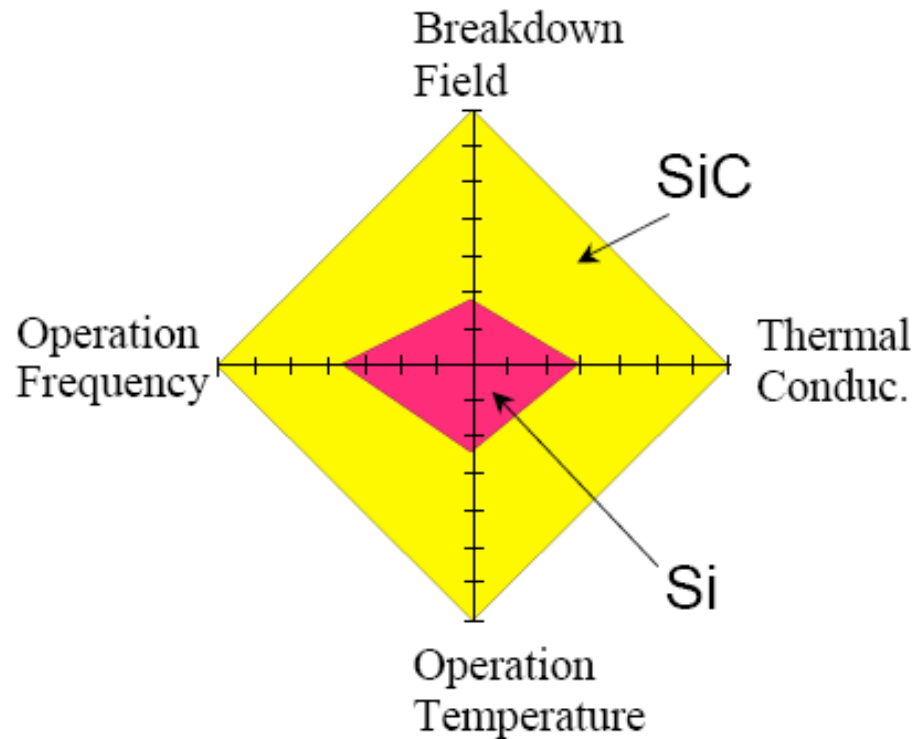 Breakdown
Field
SiC
Operation
Frequency
Thermal
Conduc.
Si
Operation
Temperature